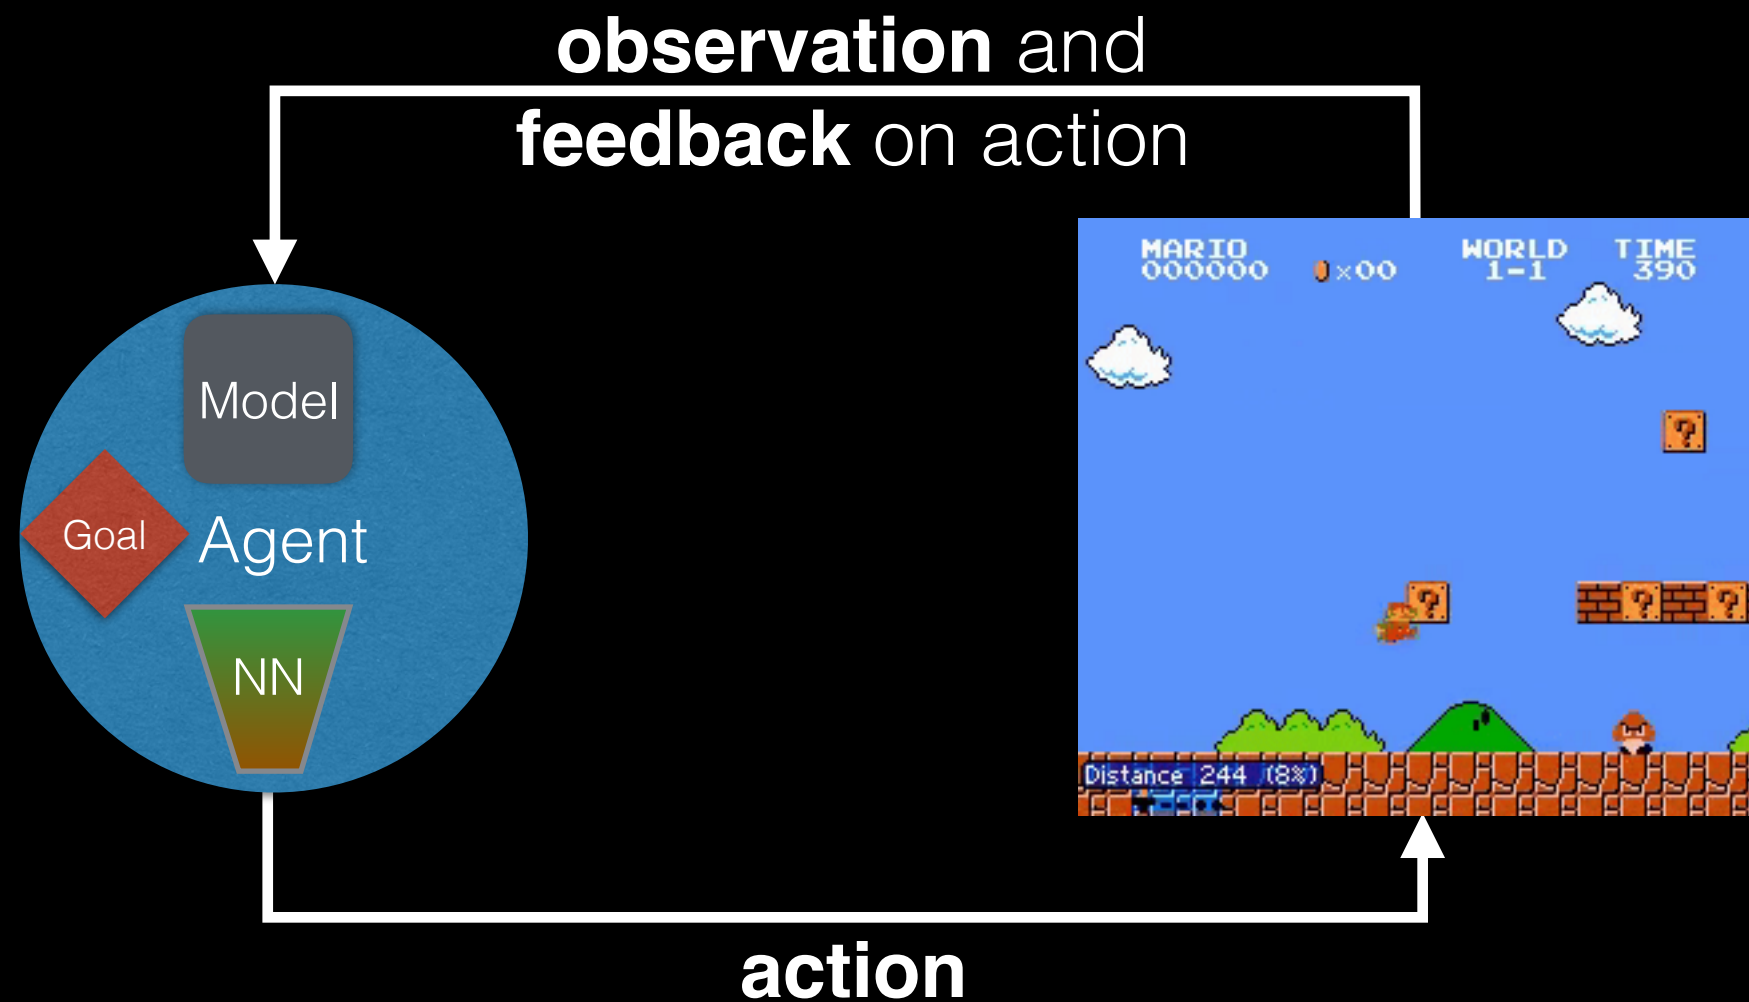 observation and
feedback on action
MARIO WORLD TIME
000000 ×00 1-1 390
?
Model
Goal Agent
? ? ?
NN
Distance 244 (8%)
action